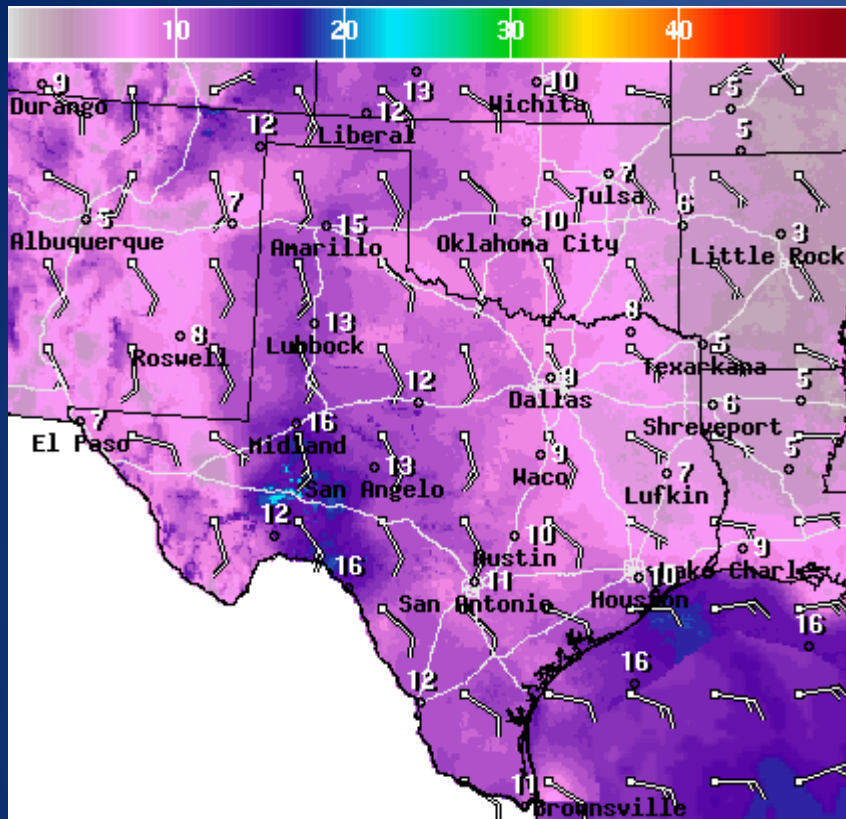 10 20 30 40
9 13 10
Durango 12 Wichita 5
12 Liberal 5
7
Tulsa
5 7 15 10 6 3
Albuquerque Amarillo Oklahoma City Little Rock
13 8
8 Lubbock 5
Roswell Texarkana
9
12 Dallas 6 5
7 16 Shreveport
El Paso Midland
13 9 7 5
San Angelo Waco Lufkin
12 10 9
Austin
16 11 10 Lake Charles
San Antonio Houston
16
16
12
11
Brownsville